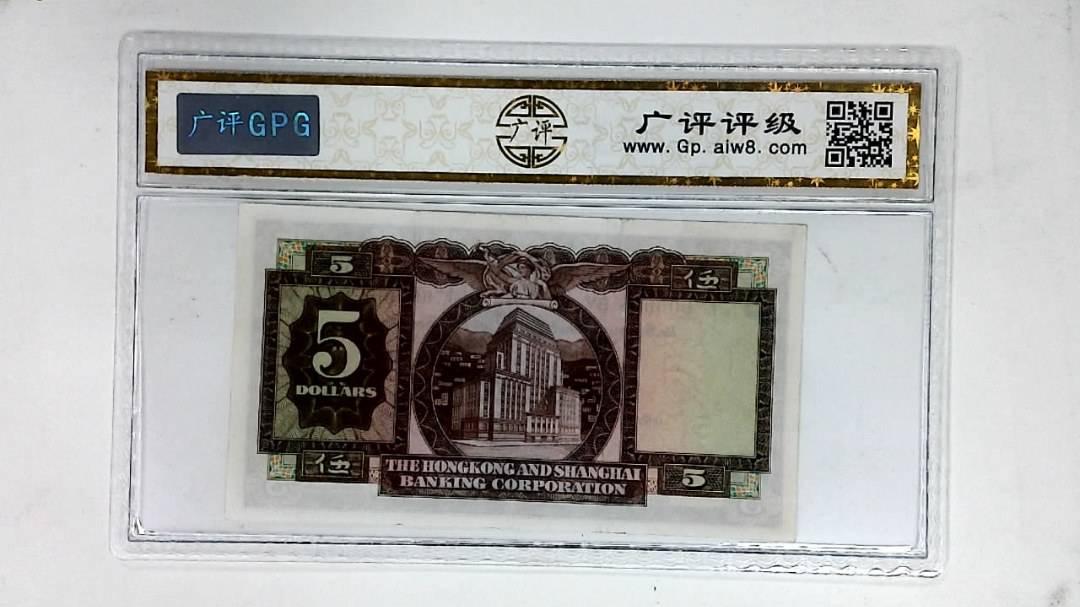 广评GPG
广评
广评评级
www. Gp. aiw8. com
5
伍
5
DOLLARS
伍
THE HONGKONG AND SHANGHAI
BANKING CORPORATION
5